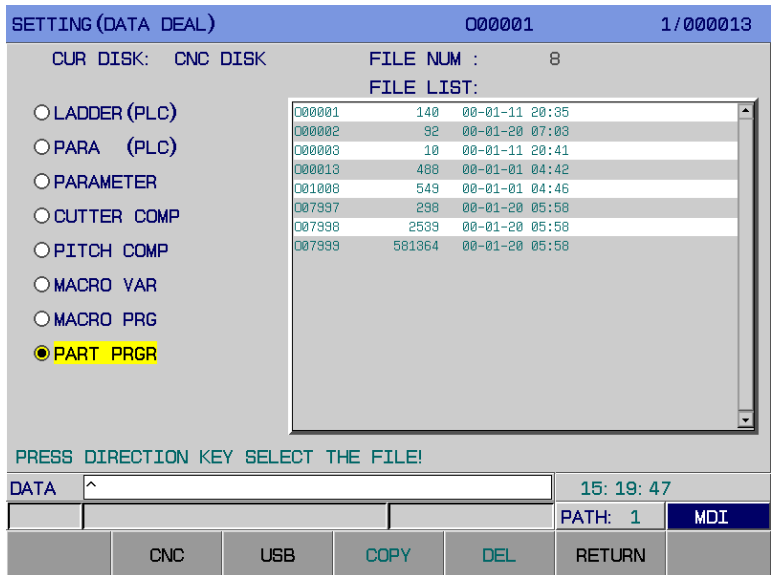 SETTING(DATA DEAL) O00001 1/000013
CUR DISK: CNC DISK FILE NUM : 8
FILE LIST:
LADDER(PLC)
PARA (PLC)
PARAMETER
CUTTER COMP
PITCH COMP
MACRO VAR
MACRO PRG
PART PRGR
O00001 140 00-01-11 20:35
O00002 92 00-01-20 07:03
O00003 10 00-01-11 20:41
O00013 488 00-01-01 04:42
O01008 549 00-01-01 04:46
O07997 298 00-01-20 05:58
O07998 2539 00-01-20 05:58
O07999 581364 00-01-20 05:58
PRESS DIRECTION KEY SELECT THE FILE!
DATA ^ 15:19:47
PATH: 1 MDI
CNC USB COPY DEL RETURN